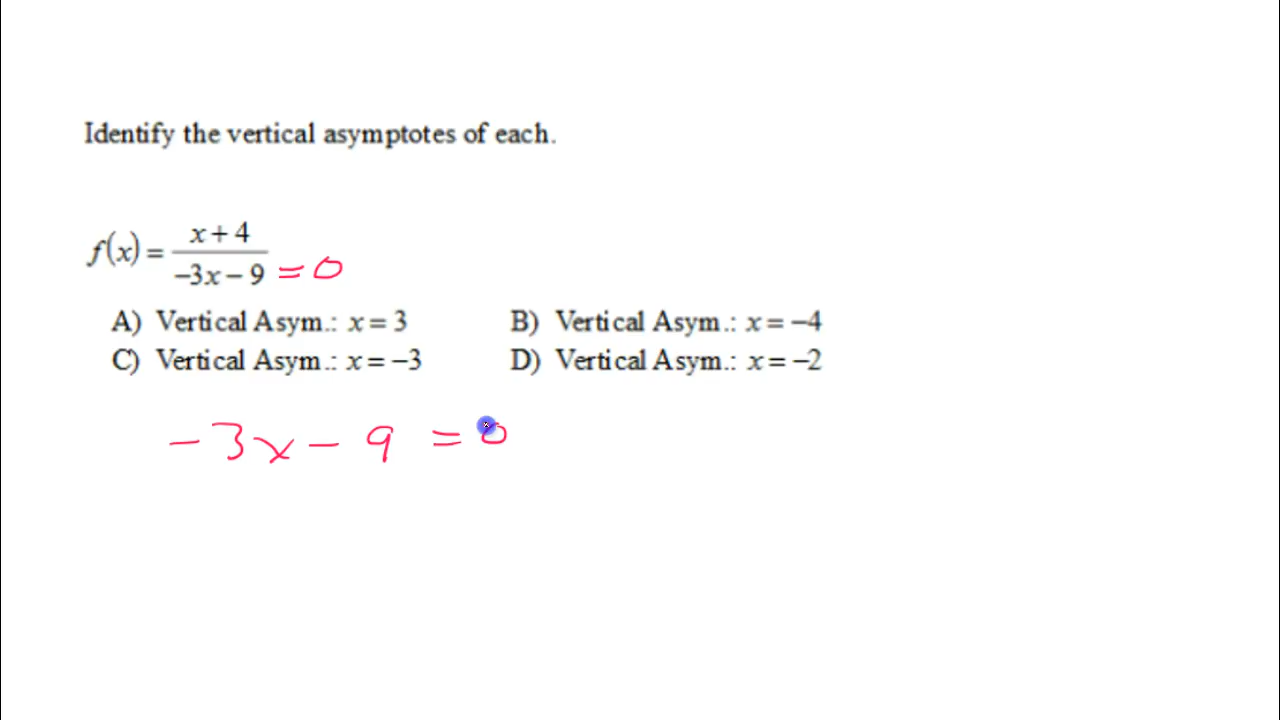 Identify the vertical asymptotes of each.
f(x) = \frac{x + 4}{-3x - 9} = 0
A) Vertical Asym.: x = 3 B) Vertical Asym.: x = -4
C) Vertical Asym.: x = -3 D) Vertical Asym.: x = -2
-3x - 9 = 0